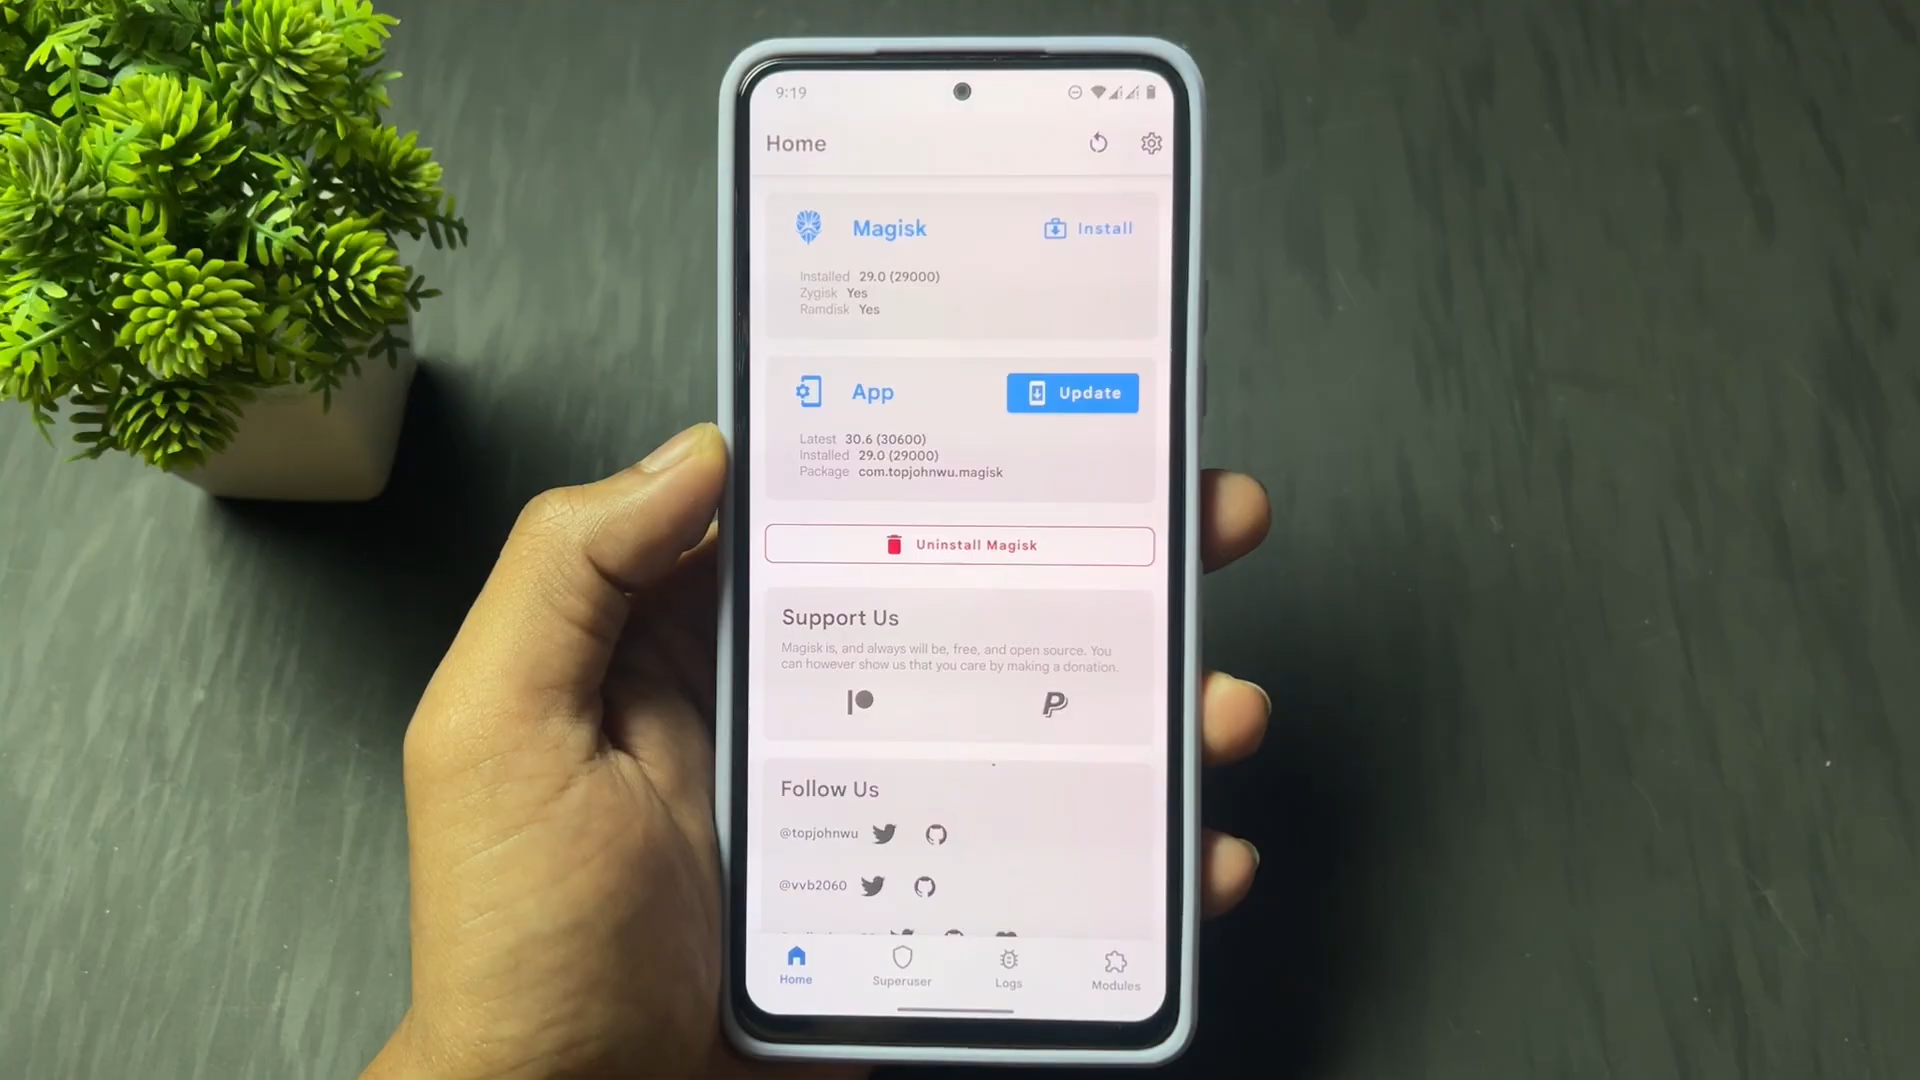 9:19
Home
Magisk
Install
Installed 29.0 (29000)
Zygisk Yes
Ramdisk Yes
App
Update
Latest 30.6 (30600)
Installed 29.0 (29000)
Package com.topjohnwu.magisk
Uninstall Magisk
Support Us
Magisk is, and always will be, free, and open source. You
can however show us that you care by making a donation.
Follow Us
@topjohnwu
@vvb2060
Home
Superuser
Logs
Modules